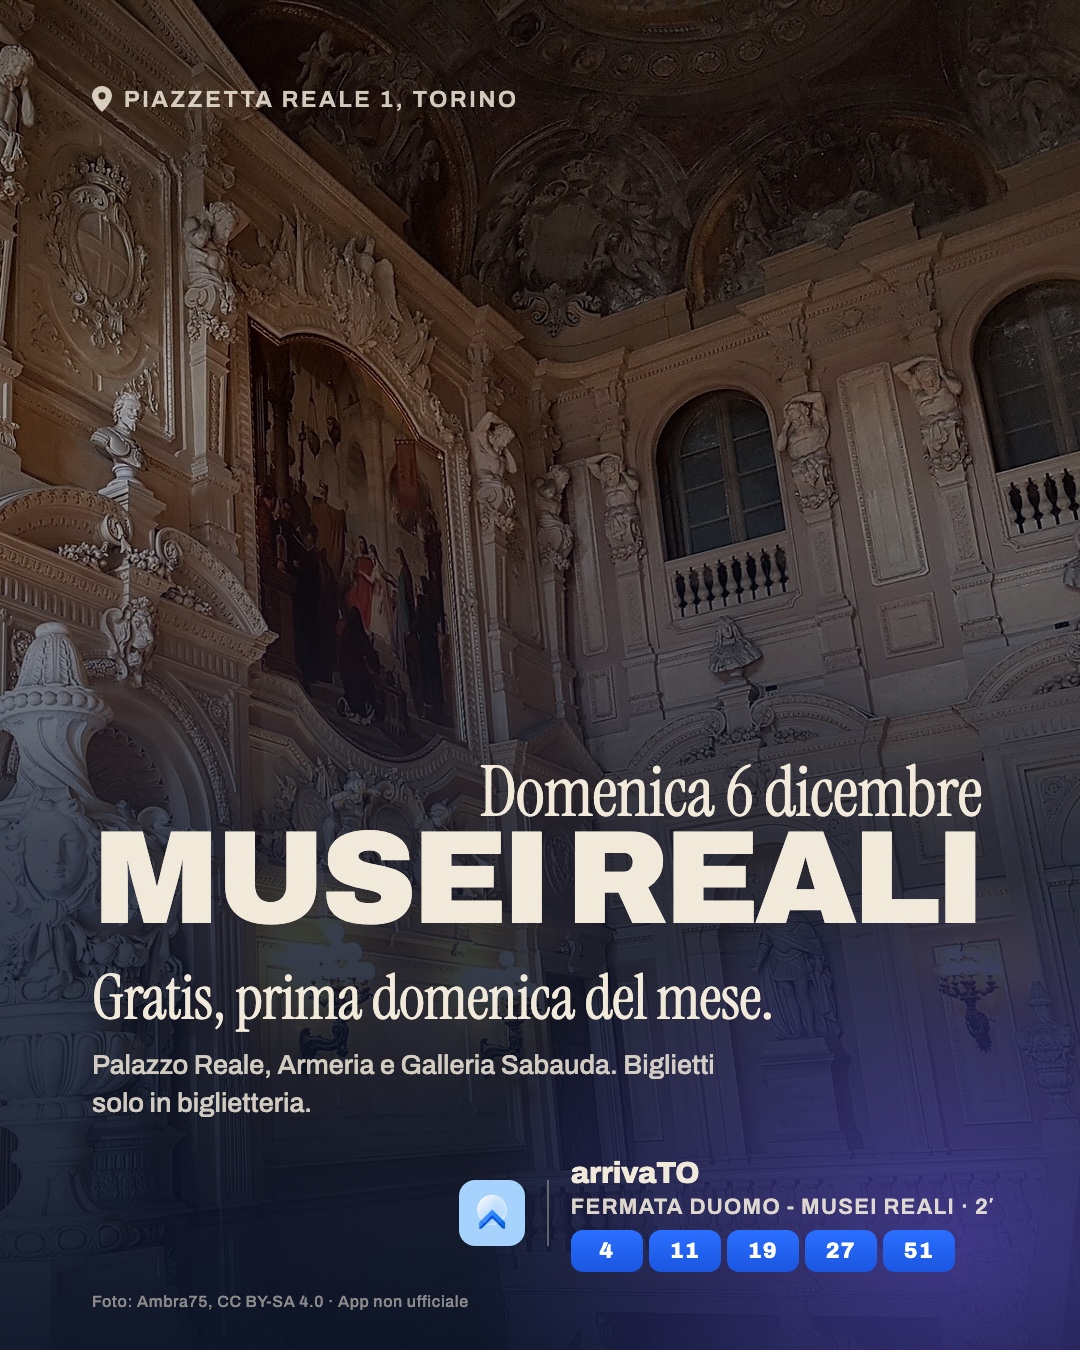 PIAZZETTA REALE 1, TORINO
Domenica 6 dicembre
MUSEI REALI
Gratis, prima domenica del mese.
Palazzo Reale, Armeria e Galleria Sabauda. Biglietti
solo in biglietteria.
arrivaTO
FERMATA DUOMO - MUSEI REALI · 2′
4 11 19 27 51
Foto: Ambra75, CC BY-SA 4.0 · App non ufficiale